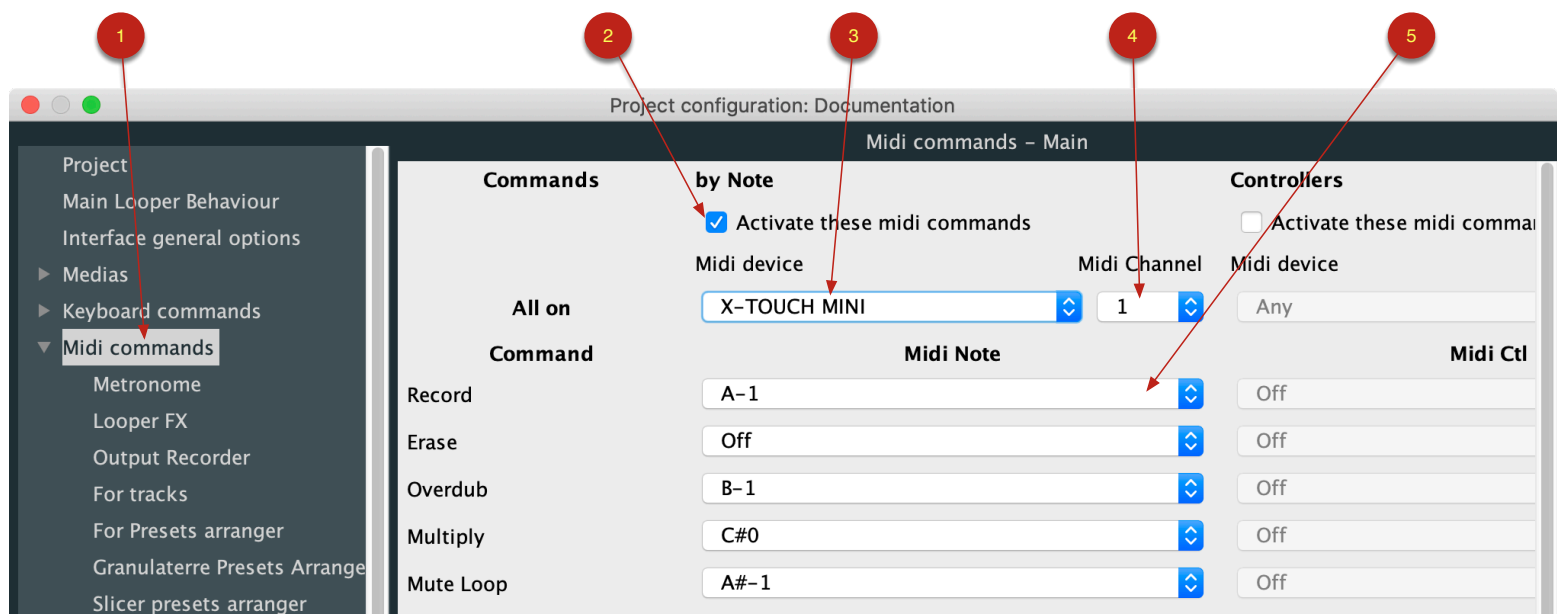 1 2 3 4 5
Project configuration: Documentation
Midi commands – Main
Project
Main Looper Behaviour
Interface general options
Medias
Keyboard commands
Midi commands
Metronome
Looper FX
Output Recorder
For tracks
For Presets arranger
Granulaterre Presets Arrange
Slicer presets arranger
Commands by Note Controllers
Activate these midi commands Activate these midi commar
Midi device Midi Channel Midi device
All on X-TOUCH MINI 1 Any
Command Midi Note Midi Ctl
Record A-1 Off
Erase Off Off
Overdub B-1 Off
Multiply C#0 Off
Mute Loop A#-1 Off